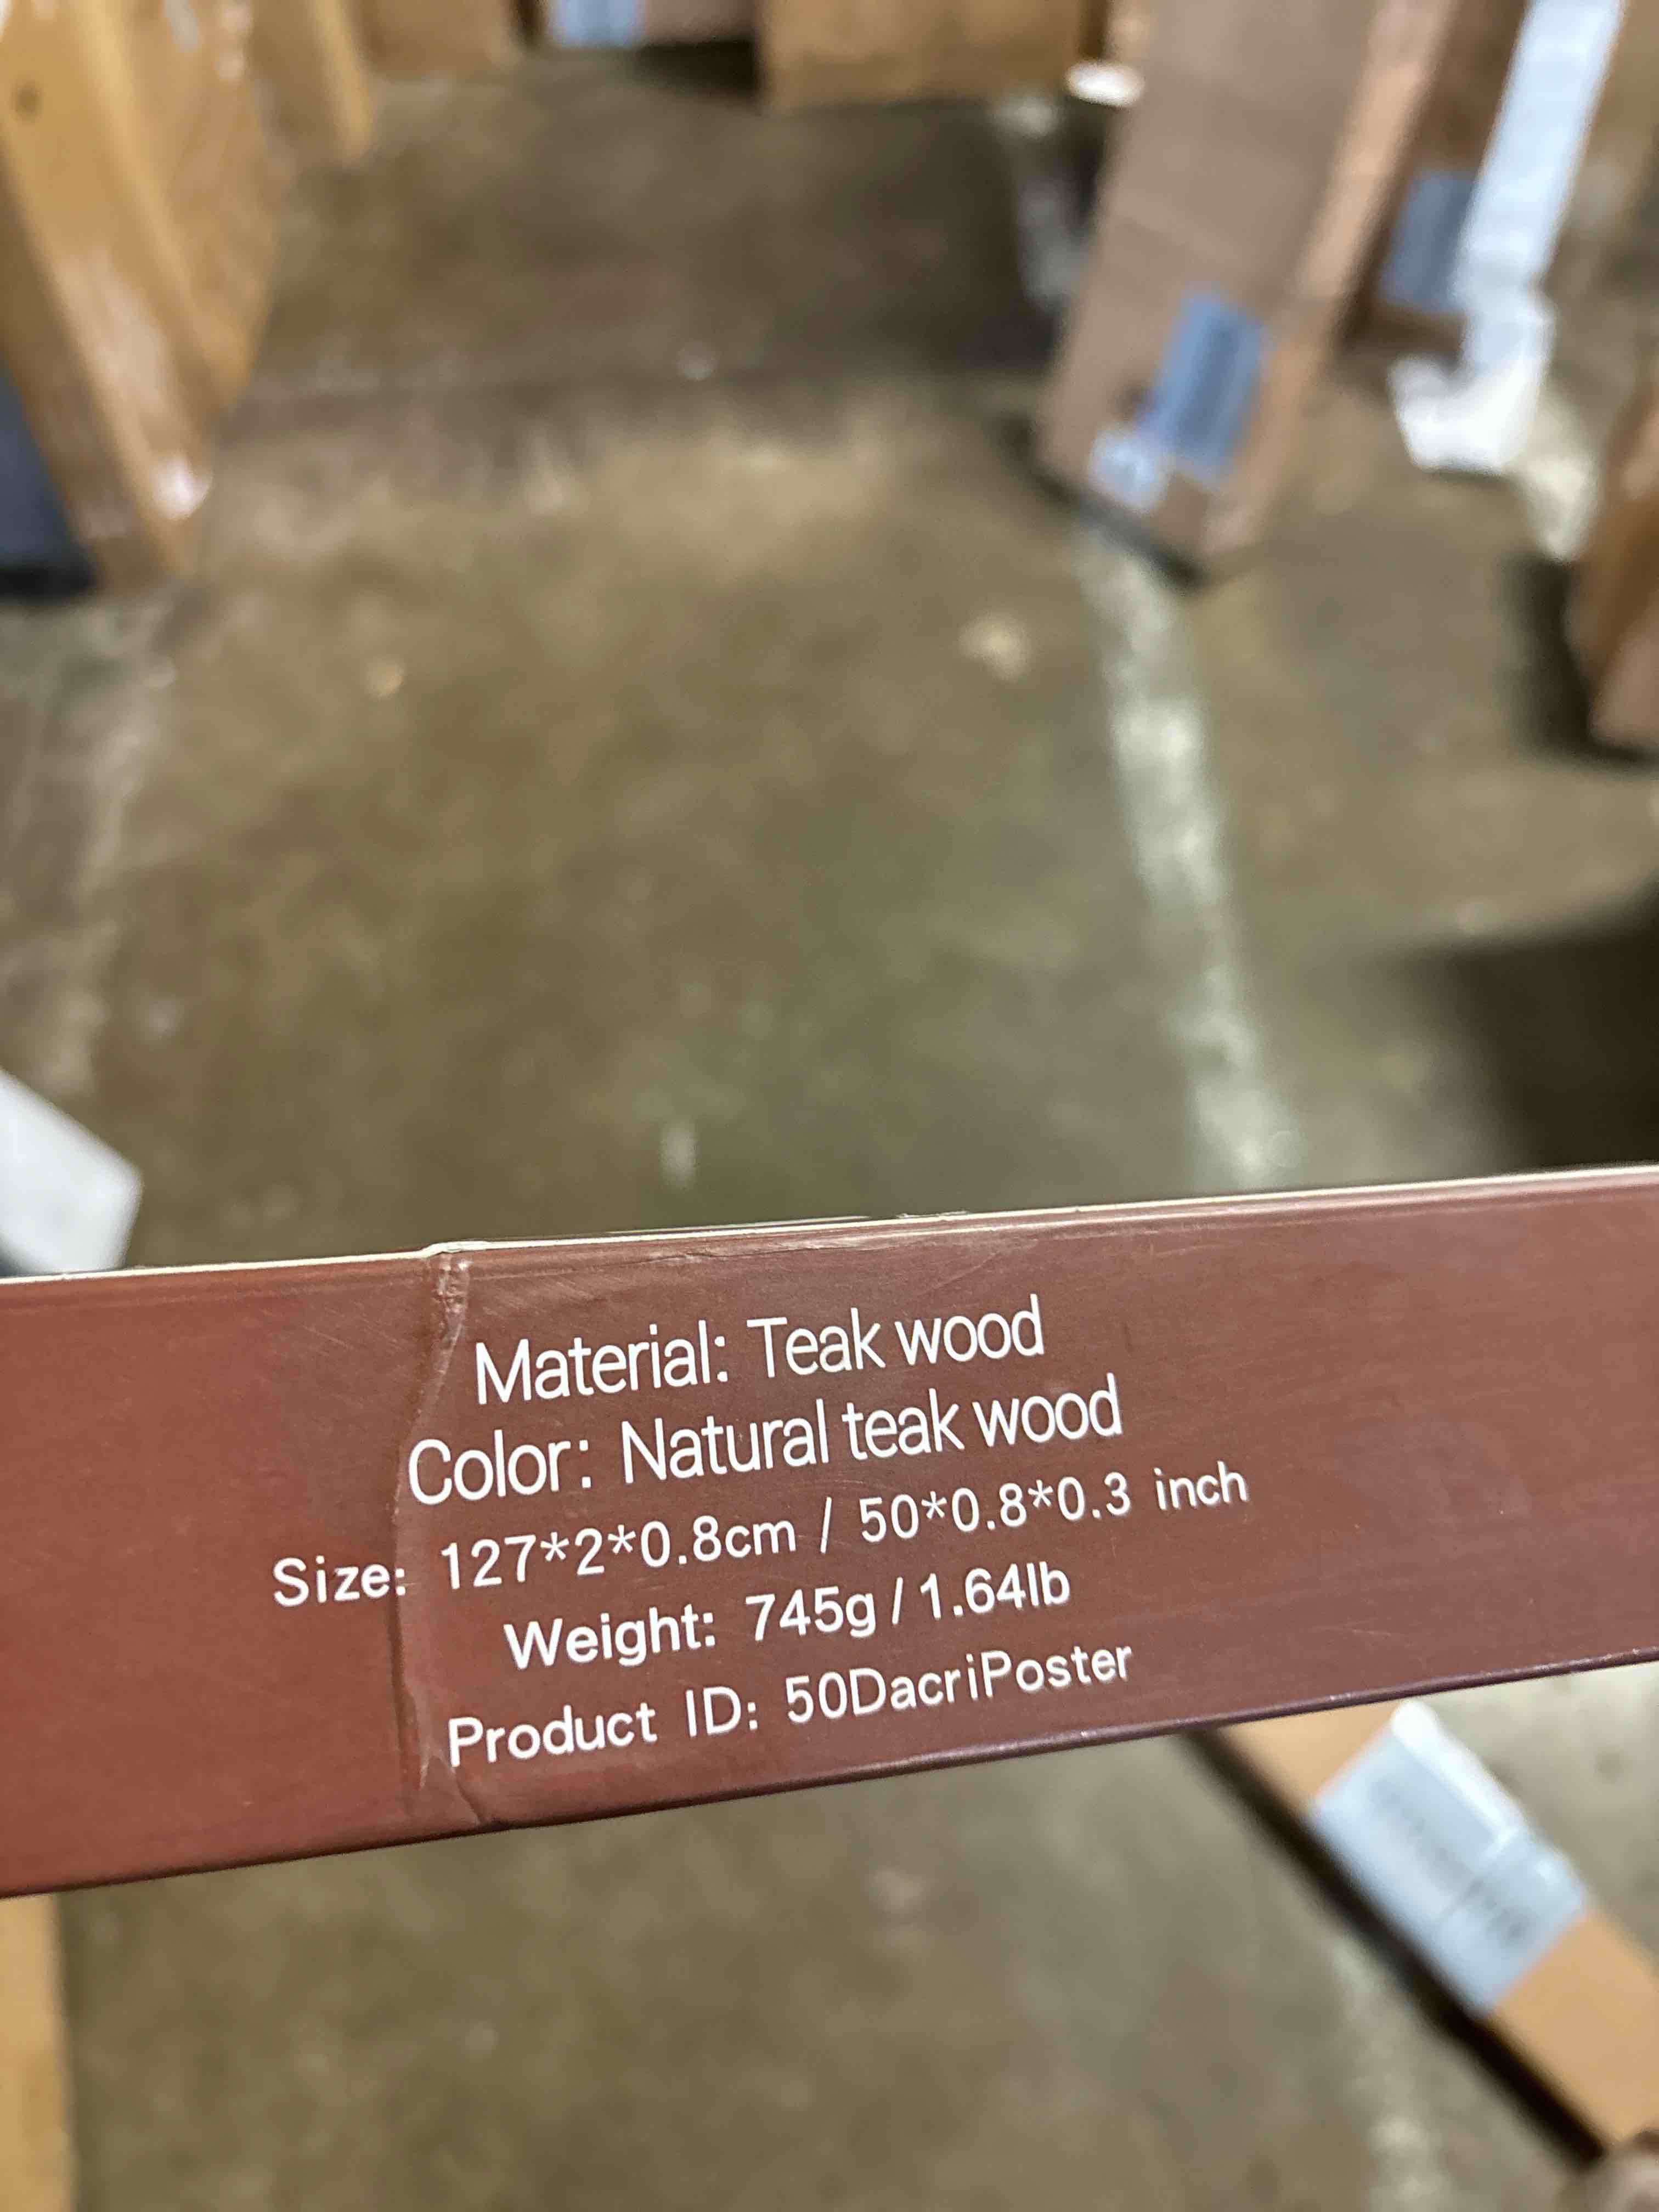 Material: Teak wood
Color: Natural teak wood
Size: 127*2*0.8cm / 50*0.8*0.3 inch
Weight: 745g / 1.64lb
Product ID: 50DacriPoster